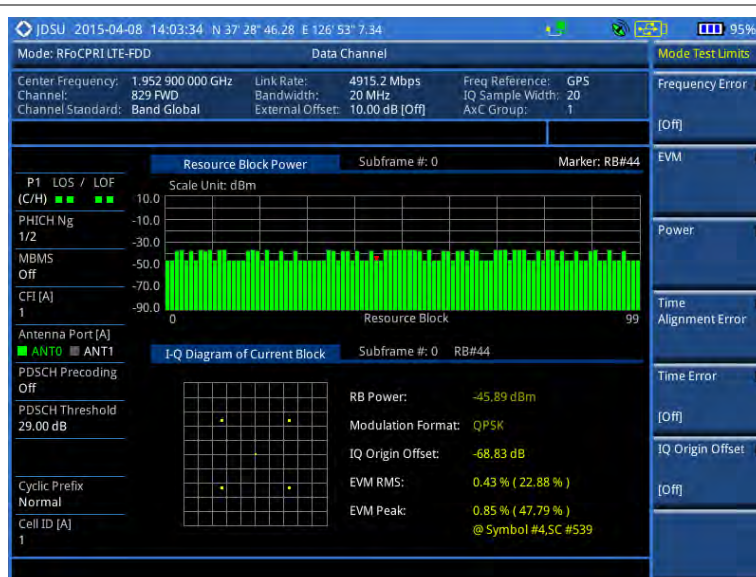 JDSU 2015-04-08 14:03:34 N 37' 28" 46.28 E 126' 53" 7.34 95%
Mode: RFoCPRI LTE-FDD Data Channel Mode Test Limits
Center Frequency: 1.952 900 000 GHz Link Rate: 4915.2 Mbps Freq Reference: GPS
Channel: 829 FWD Bandwidth: 20 MHz IQ Sample Width: 20
Channel Standard: Band Global External Offset: 10.00 dB [Off] AxC Group: 1
Frequency Error
[Off]
Resource Block Power Subframe #: 0 Marker: RB#44
EVM
P1 LOS / LOF
(C/H)
Scale Unit: dBm
10.0
-10.0
-30.0
-50.0
-70.0
-90.0
0 Resource Block 99
PHICH Ng
1/2
MBMS
Off
CFI [A]
1
Antenna Port [A]
ANT0 ANT1
PDSCH Precoding
Off
PDSCH Threshold
29.00 dB
Cyclic Prefix
Normal
Cell ID [A]
1
I-Q Diagram of Current Block Subframe #: 0 RB#44
RB Power: -45.89 dBm
Modulation Format: QPSK
IQ Origin Offset: -68.83 dB
EVM RMS: 0.43 % ( 22.88 % )
EVM Peak: 0.85 % ( 47.79 % )
@ Symbol #4,SC #539
Power
Time
Alignment Error
Time Error
[Off]
IQ Origin Offset
[Off]